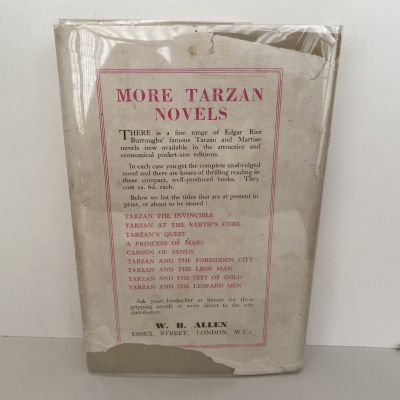 MORE TARZAN
NOVELS
THERE is a fine range of Edgar Rice
Burroughs' famous Tarzan and Martian
novels now available in the attractive and
economical pocket-size editions.
In each case you get the complete unabridged
novel and there are hours of thrilling reading in
these compact, well-produced books. They
cost 1s. 6d. each.
Below we list the titles that are at present in
print, or about to be issued :
TARZAN THE INVINCIBLE
TARZAN AT THE EARTH'S CORE
TARZAN'S QUEST
A PRINCESS OF MARS
CARSON OF VENUS
TARZAN AND THE FORBIDDEN CITY
TARZAN AND THE LION MAN
TARZAN AND THE CITY OF GOLD
TARZAN AND THE LEOPARD MEN
Ask your bookseller or library for these
gripping novels or write direct to the sole
distributors :
W. H. ALLEN
ESSEX STREET, LONDON, W.C.2